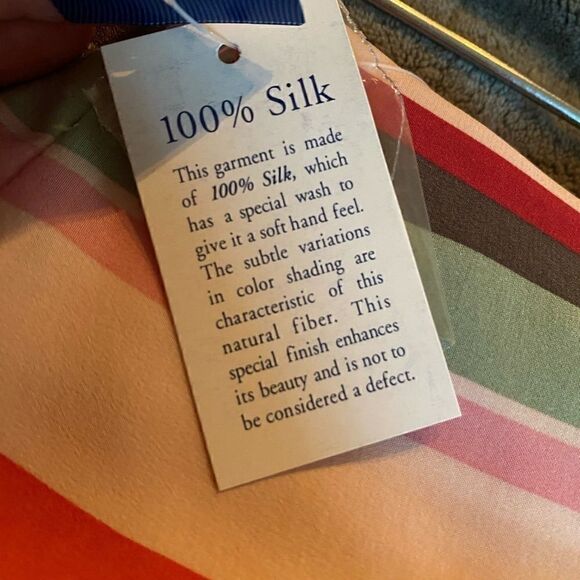 100% Silk
This garment is made
of 100% Silk, which
has a special wash to
give it a soft hand feel.
The subtle variations
in color shading are
characteristic of this
natural fiber. This
special finish enhances
its beauty and is not to
be considered a defect.